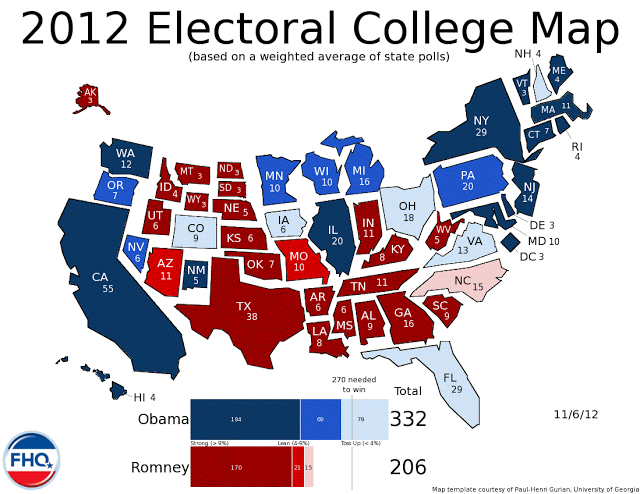 2012 Electoral College Map
(based on a weighted average of state polls)
NH 4
AK
3
VT
3
ME
4
MA 11
NY
29
CT 7
RI
4
WA
12
OR
7
ID
4
MT 3
ND
3
SD 3
WY
3
NE 5
MN
10
WI
10
MI
16
PA
20
NJ
14
DE 3
MD 10
DC 3
NV
6
UT
6
CO
9
KS 6
IA
6
IL
20
IN
11
OH
18
WV
5
VA
13
CA
55
AZ
11
NM
5
OK 7
MO
10
KY
8
TN 11
NC 15
TX
38
AR
6
LA
8
6
MS
AL
9
GA
16
SC
9
FL
29
HI 4
270 needed
to win
Total
Obama
184
69
79
332
Strong (> 9%)
Lean (4-9%)
Toss Up (< 4%)
Romney
170
21
15
206
11/6/12
FHQ
Map template courtesy of Paul-Henri Gurian, University of Georgia